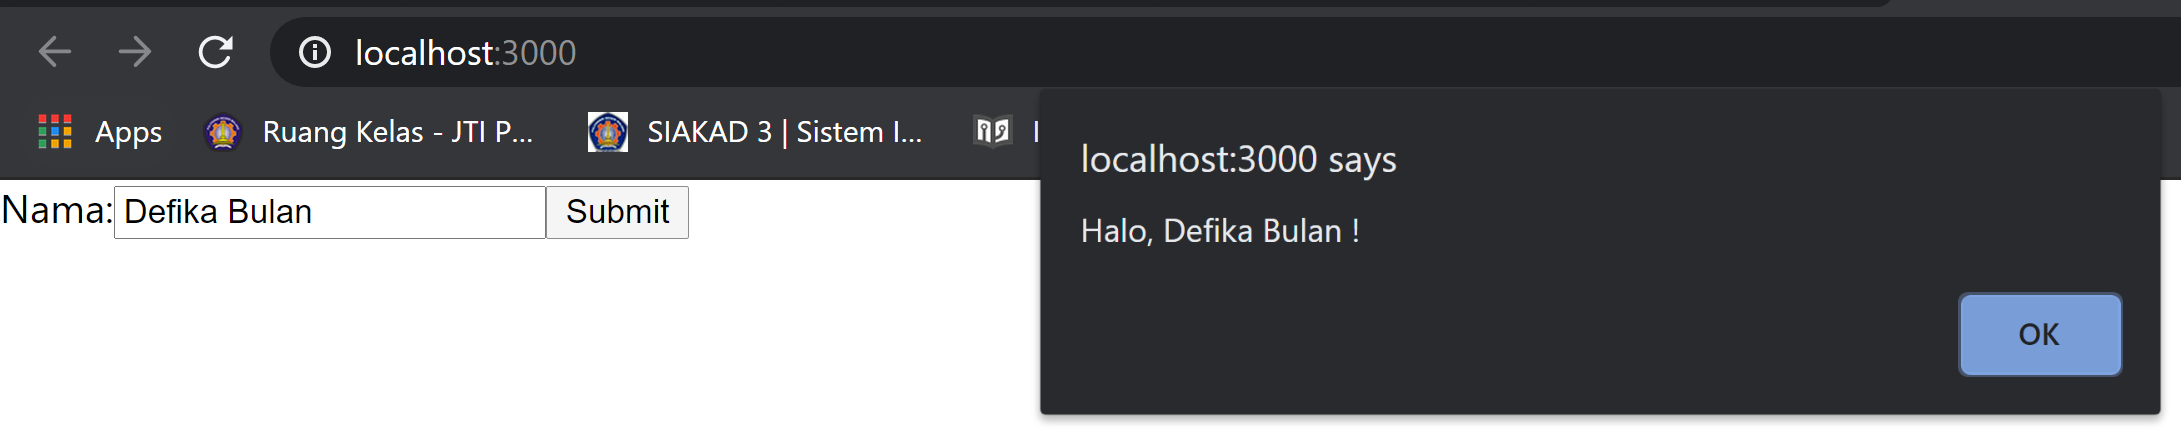 localhost:3000
Apps
Ruang Kelas - JTI P...
SIAKAD 3 | Sistem I...
localhost:3000 says
Halo, Defika Bulan !
OK
Nama:
Defika Bulan
Submit